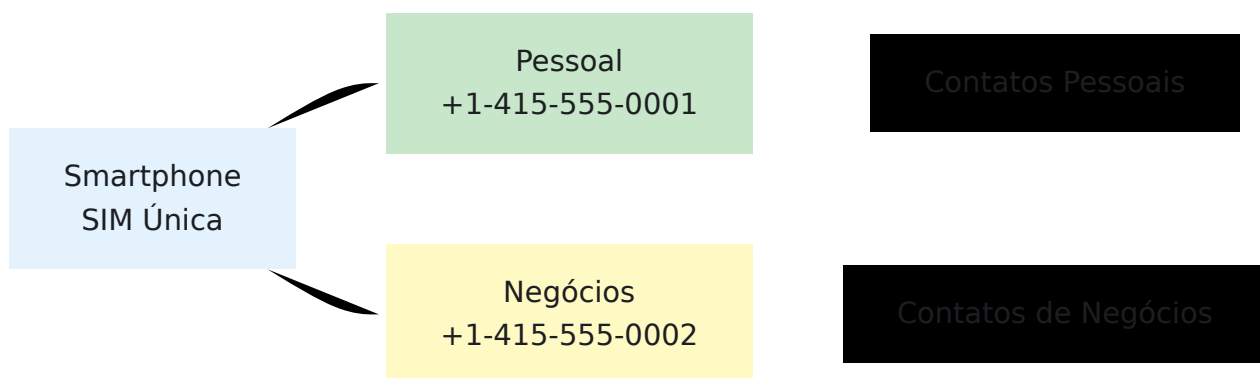 Pessoal
+1-415-555-0001
Contatos Pessoais
Smartphone
SIM Única
Negócios
+1-415-555-0002
Contatos de Negócios